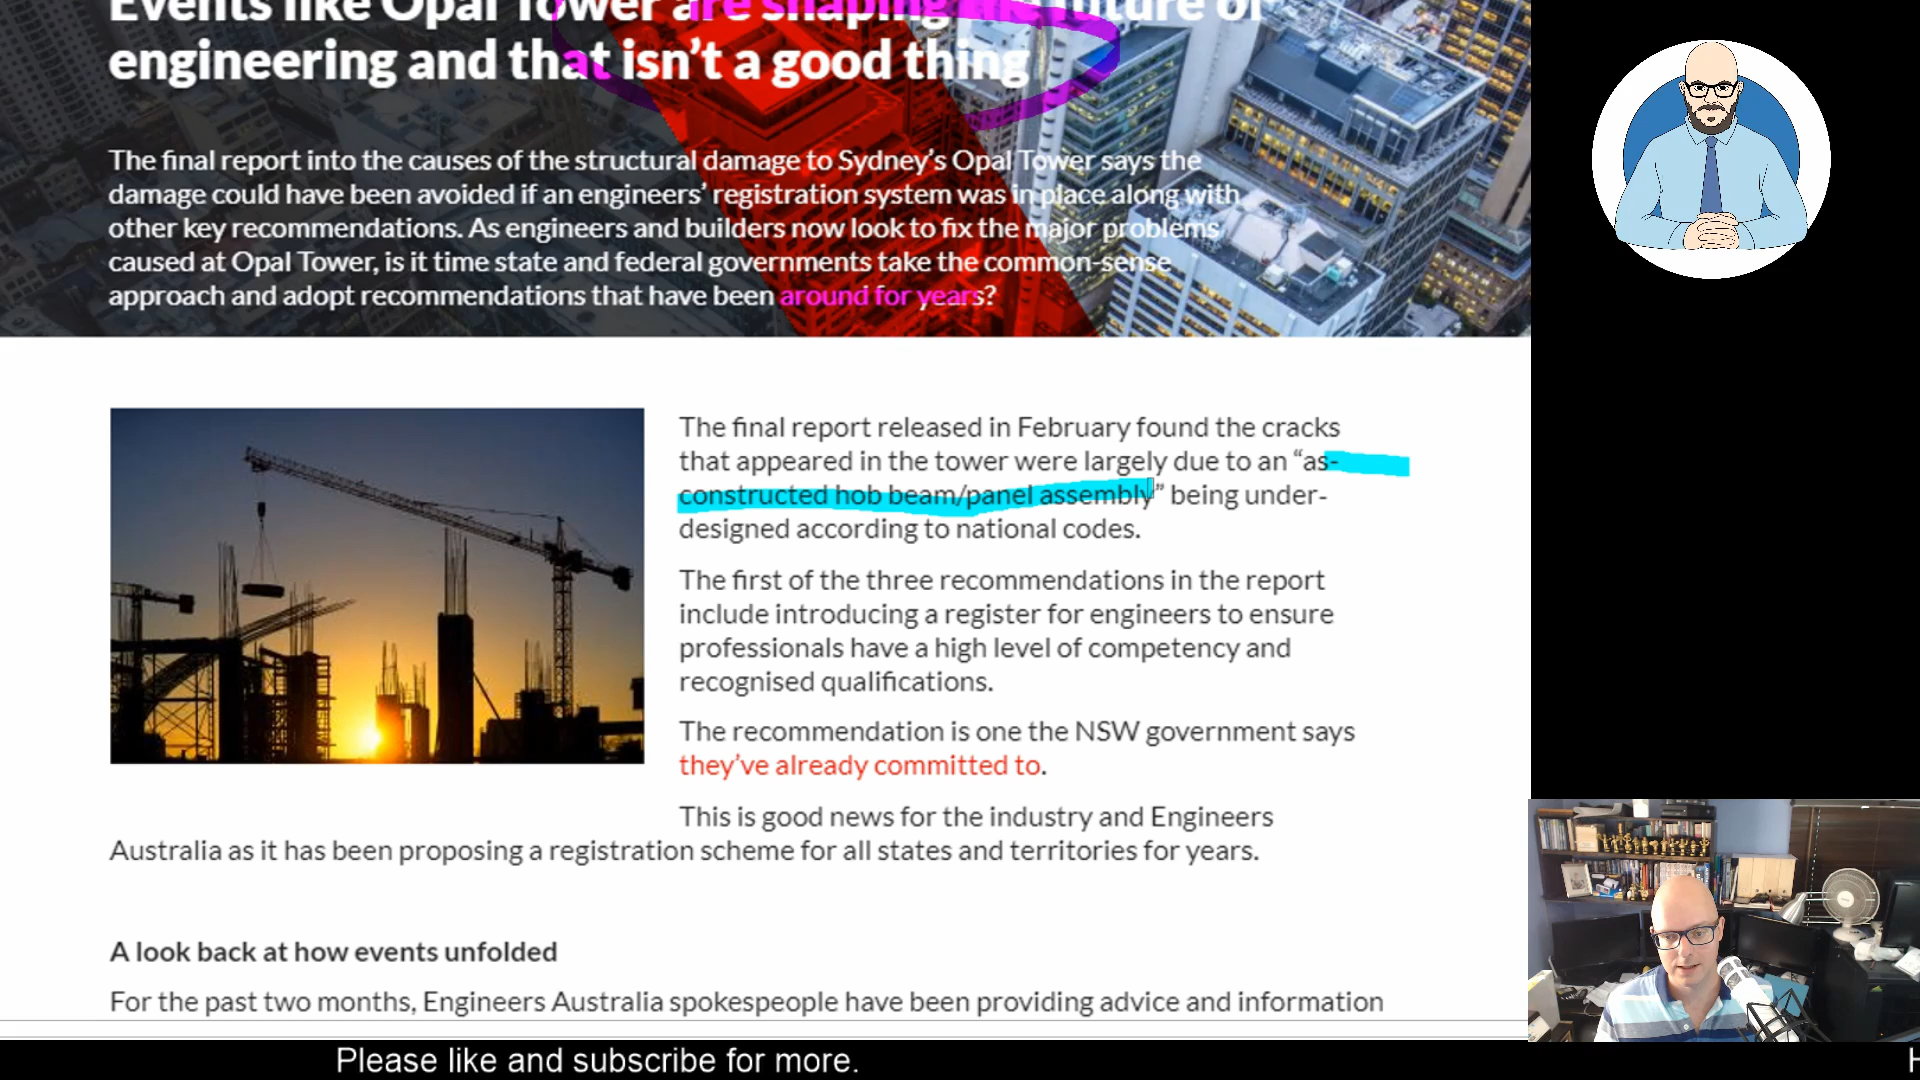 Events like Opal Tower are shaping the future of
engineering and that isn't a good thing
The final report into the causes of the structural damage to Sydney's Opal Tower says the
damage could have been avoided if an engineers' registration system was in place along with
other key recommendations. As engineers and builders now look to fix the major problems
caused at Opal Tower, is it time state and federal governments take the common-sense
approach and adopt recommendations that have been around for years?
The final report released in February found the cracks
that appeared in the tower were largely due to an “as-
constructed hob beam/panel assembly” being under-
designed according to national codes.
The first of the three recommendations in the report
include introducing a register for engineers to ensure
professionals have a high level of competency and
recognised qualifications.
The recommendation is one the NSW government says
they've already committed to.
This is good news for the industry and Engineers
Australia as it has been proposing a registration scheme for all states and territories for years.
A look back at how events unfolded
For the past two months, Engineers Australia spokespeople have been providing advice and information
Please like and subscribe for more.